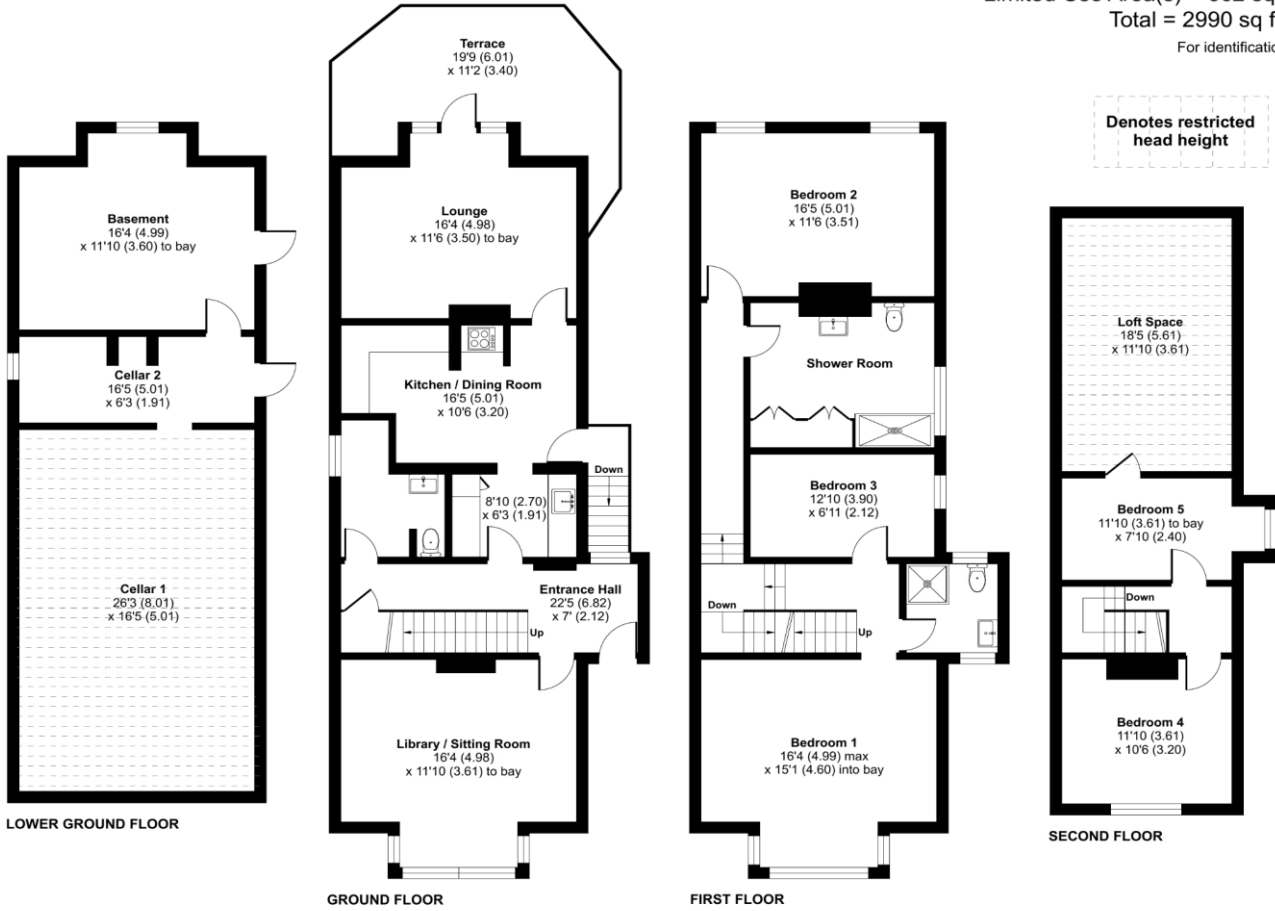 Total = 2990 sq f
For identificatio
Denotes restricted
head height
Terrace
19'9 (6.01)
x 11'2 (3.40)
Basement
16'4 (4.99)
x 11'10 (3.60) to bay
Cellar 2
16'5 (5.01)
x 6'3 (1.91)
Cellar 1
26'3 (8.01)
x 16'5 (5.01)
LOWER GROUND FLOOR
Lounge
16'4 (4.98)
x 11'6 (3.50) to bay
Kitchen / Dining Room
16'5 (5.01)
x 10'6 (3.20)
Down
8'10 (2.70)
x 6'3 (1.91)
Entrance Hall
22'5 (6.82)
x 7' (2.12)
Up
Library / Sitting Room
16'4 (4.98)
x 11'10 (3.61) to bay
GROUND FLOOR
Bedroom 2
16'5 (5.01)
x 11'6 (3.51)
Shower Room
Bedroom 3
12'10 (3.90)
x 6'11 (2.12)
Down
Up
Bedroom 1
16'4 (4.99) max
x 15'1 (4.60) into bay
FIRST FLOOR
Loft Space
18'5 (5.61)
x 11'10 (3.61)
Bedroom 5
11'10 (3.61) to bay
x 7'10 (2.40)
Down
Bedroom 4
11'10 (3.61)
x 10'6 (3.20)
SECOND FLOOR